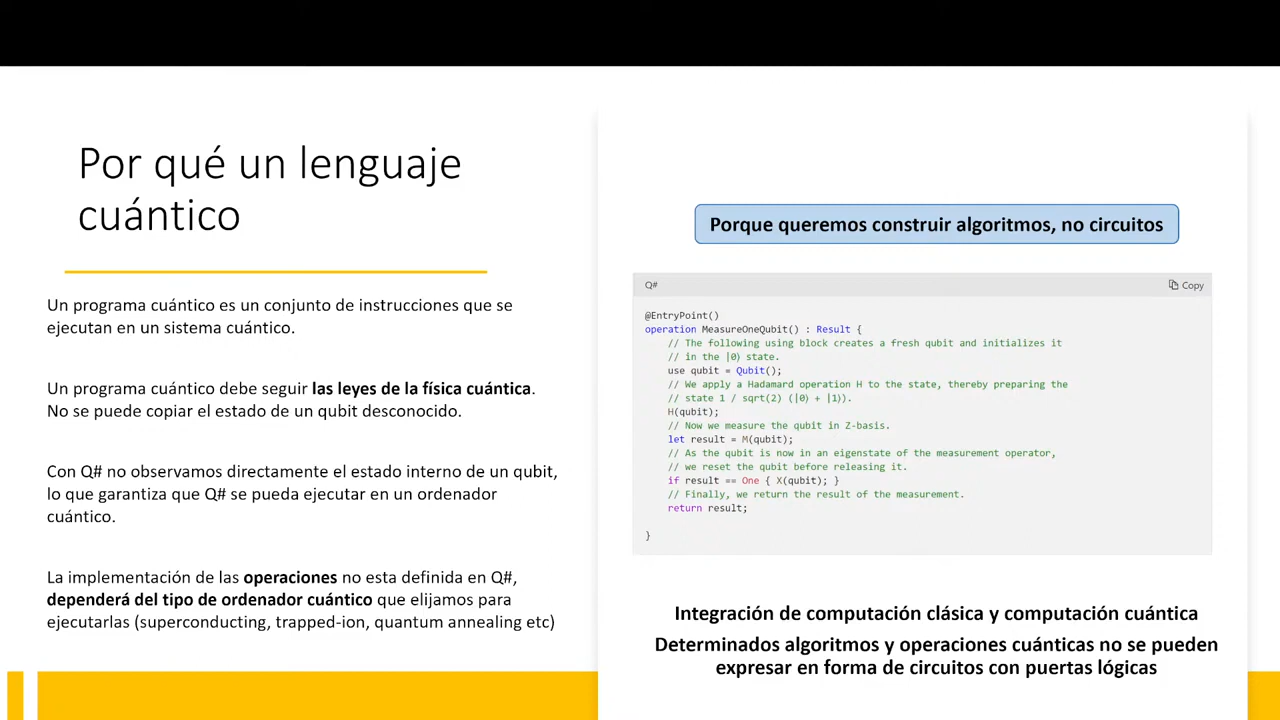 Por qué un lenguaje
cuántico
Un programa cuántico es un conjunto de instrucciones que se
ejecutan en un sistema cuántico.
Un programa cuántico debe seguir las leyes de la física cuántica.
No se puede copiar el estado de un qubit desconocido.
Con Q# no observamos directamente el estado interno de un qubit,
lo que garantiza que Q# se pueda ejecutar en un ordenador
cuántico.
La implementación de las operaciones no esta definida en Q#,
dependerá del tipo de ordenador cuántico que elijamos para
ejecutarlas (superconducting, trapped-ion, quantum annealing etc)
Porque queremos construir algoritmos, no circuitos
Q# Copy
@EntryPoint()
operation MeasureOneQubit() : Result {
// The following using block creates a fresh qubit and initializes it
// in the |0⟩ state.
use qubit = Qubit();
// We apply a Hadamard operation H to the state, thereby preparing the
// state 1 / sqrt(2) (|0⟩ + |1⟩).
H(qubit);
// Now we measure the qubit in Z-basis.
let result = M(qubit);
// As the qubit is now in an eigenstate of the measurement operator,
// we reset the qubit before releasing it.
if result == One { X(qubit); }
// Finally, we return the result of the measurement.
return result;
}
Integración de computación clásica y computación cuántica
Determinados algoritmos y operaciones cuánticas no se pueden
expresar en forma de circuitos con puertas lógicas